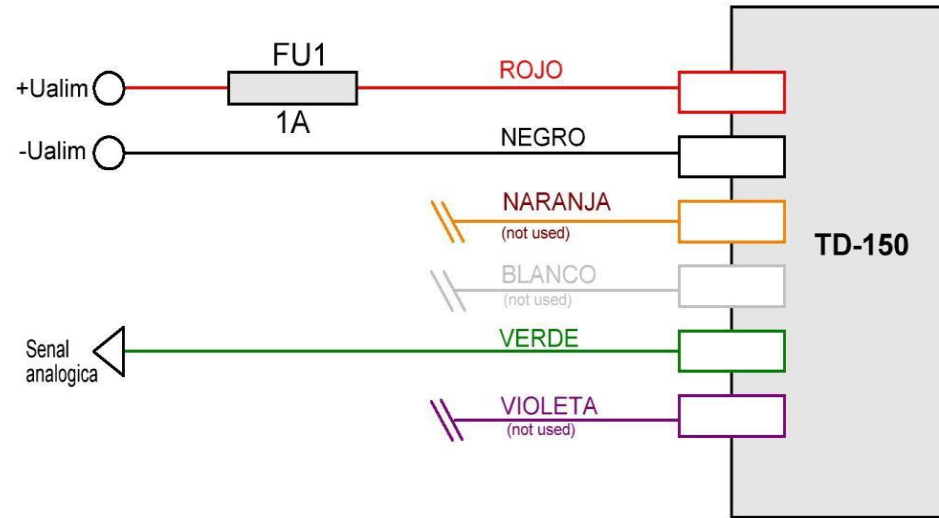 FU1
+Ualim
ROJO
1A
-Ualim
NEGRO
NARANJA
(not used)
TD-150
BLANCO
(not used)
VERDE
Senal
analogica
VIOLETA
(not used)